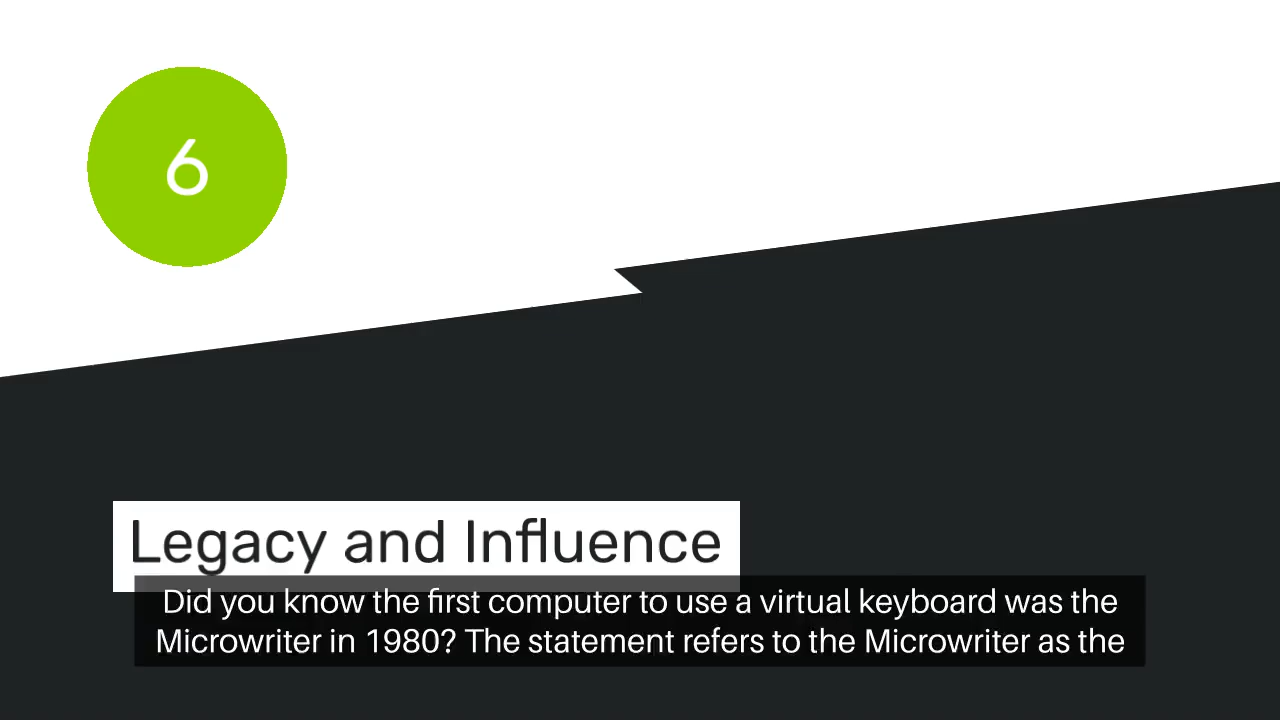 6
Legacy and Influence
Did you know the first computer to use a virtual keyboard was the
Microwriter in 1980? The statement refers to the Microwriter as the